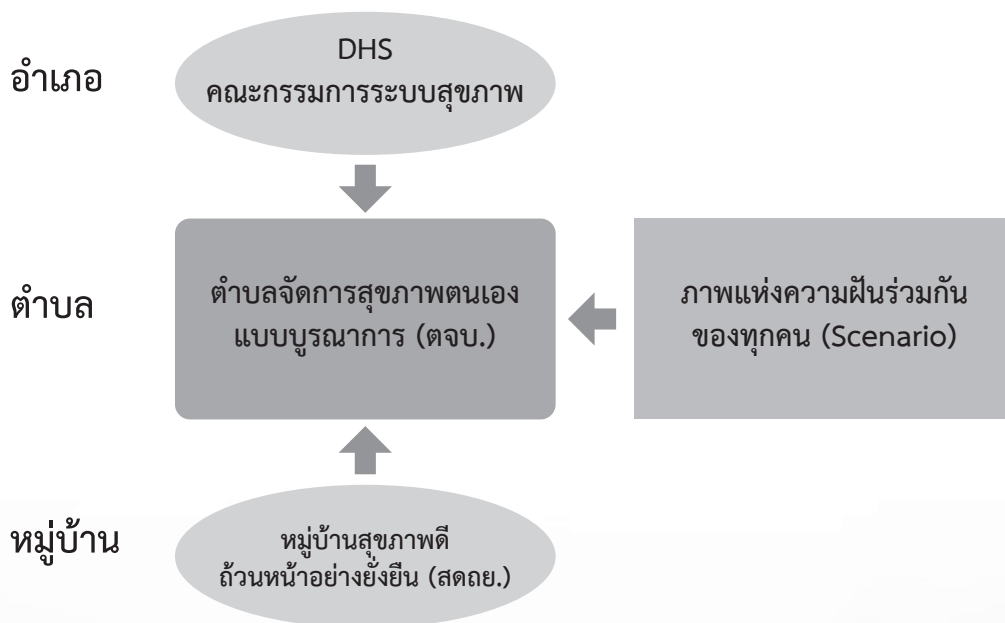 อำเภอ
DHS
คณะกรรมการระบบสุขภาพ
ตำบล
ตำบลจัดการสุขภาพตนเอง
แบบบูรณาการ (ตจบ.)
ภาพแห่งความฝันร่วมกัน
ของทุกคน (Scenario)
หมู่บ้าน
หมู่บ้านสุขภาพดี
ถ้วนหน้าอย่างยั่งยืน (สดถย.)